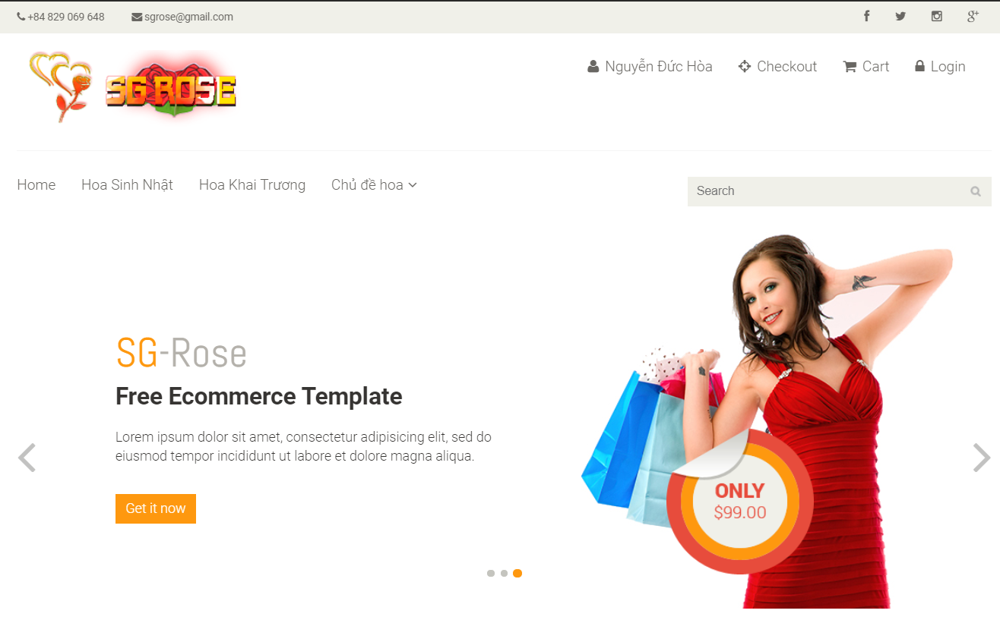 +84 829 069 648 sgrose@gmail.com
SG ROSE
Nguyễn Đức Hòa Checkout Cart Login
Home Hoa Sinh Nhật Hoa Khai Trương Chủ đề hoa
Search
SG-Rose
Free Ecommerce Template
Lorem ipsum dolor sit amet, consectetur adipisicing elit, sed do
eiusmod tempor incididunt ut labore et dolore magna aliqua.
Get it now
ONLY
$99.00